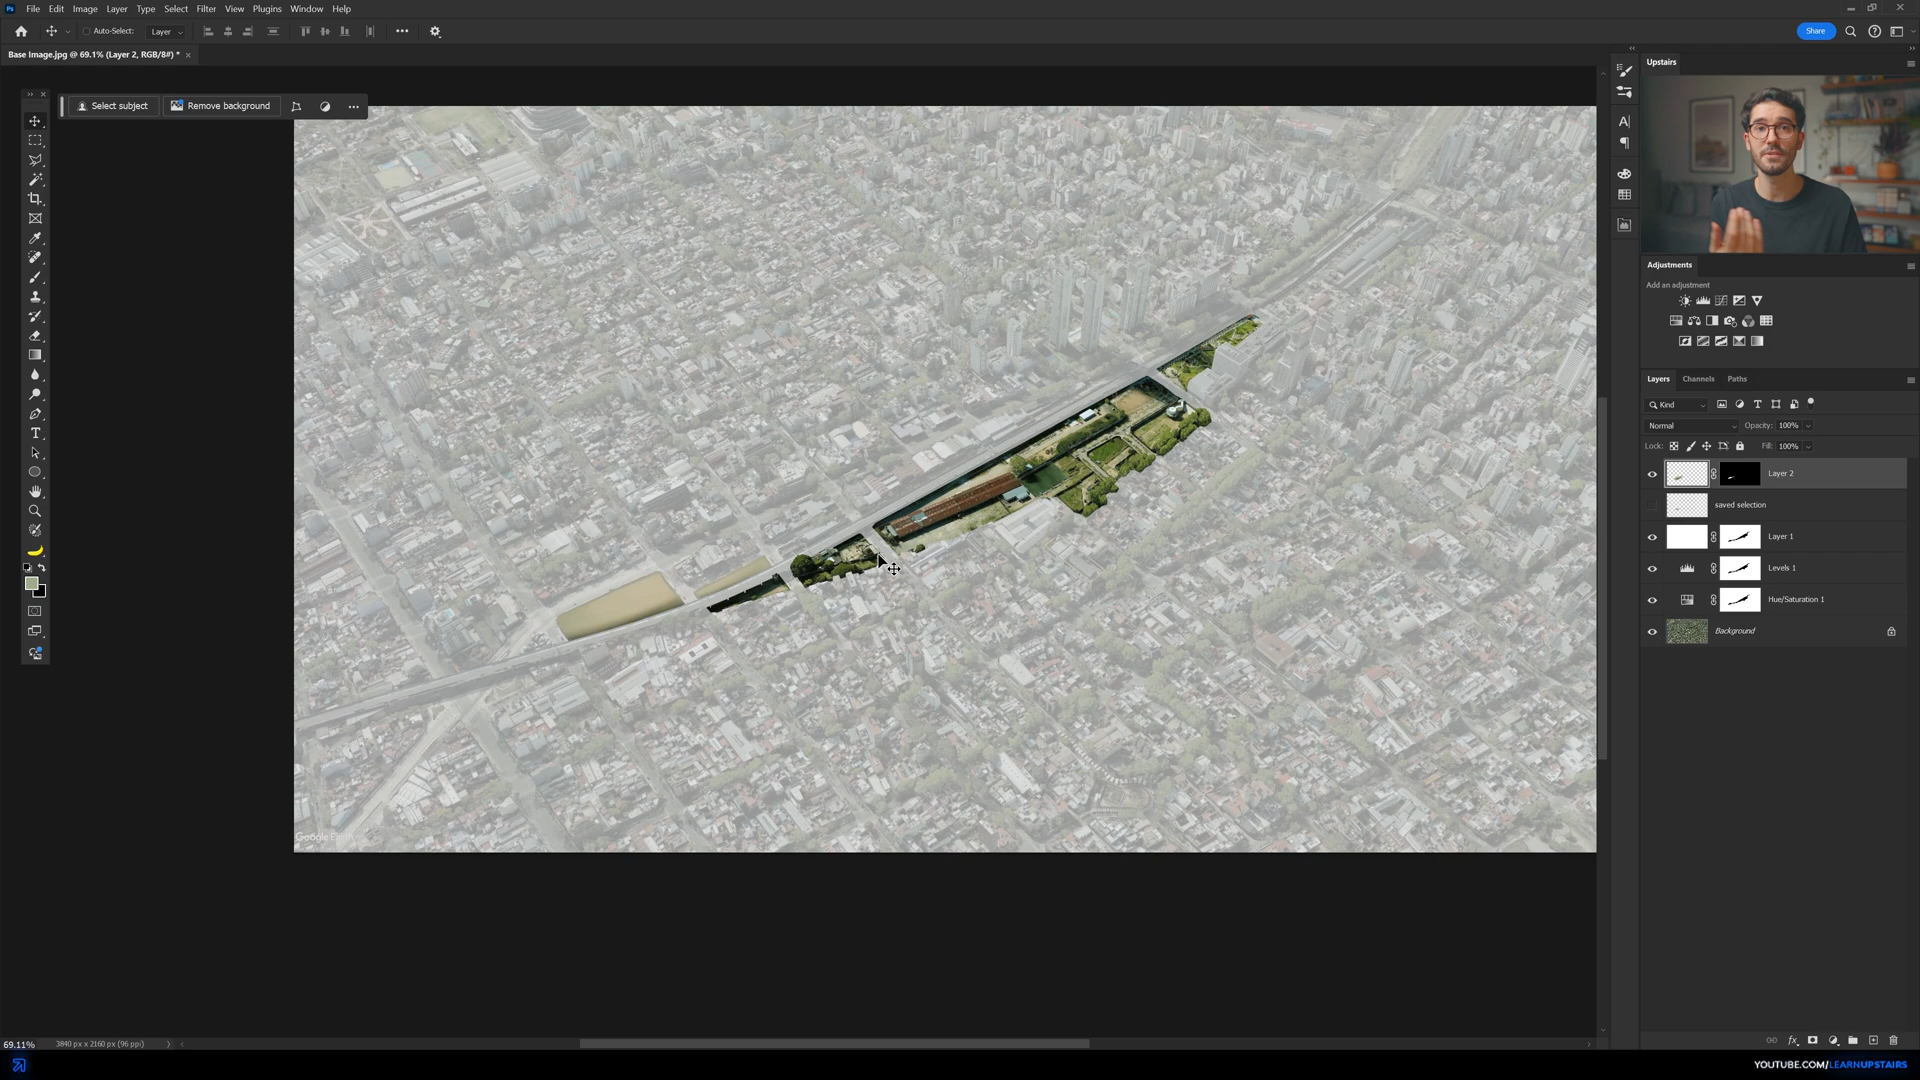 Ps File Edit Image Layer Type Select Filter View Plugins Window Help
Auto-Select: Layer
Share
Base Image.jpg @ 69.1% (Layer 2, RGB/8#) *
Select subject Remove background
Upstairs
Adjustments
Add an adjustment
Layers Channels Paths
Kind
Normal Opacity: 100%
Lock: Fill: 100%
Layer 2
saved selection
Layer 1
Levels 1
Hue/Saturation 1
Background
Google Earth
69.11% 3840 px x 2160 px (96 ppi)
YOUTUBE.COM/LEARNUPSTAIRS